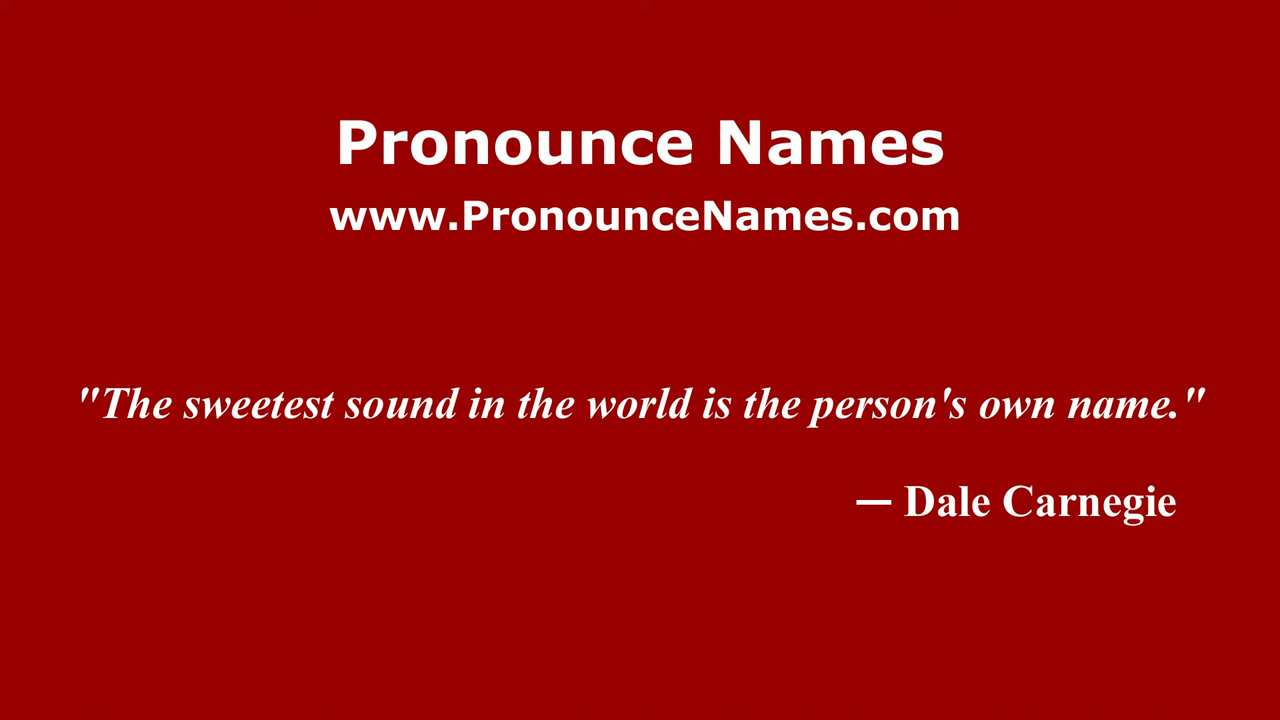 Pronounce Names
www.PronounceNames.com
"The sweetest sound in the world is the person's own name."
— Dale Carnegie